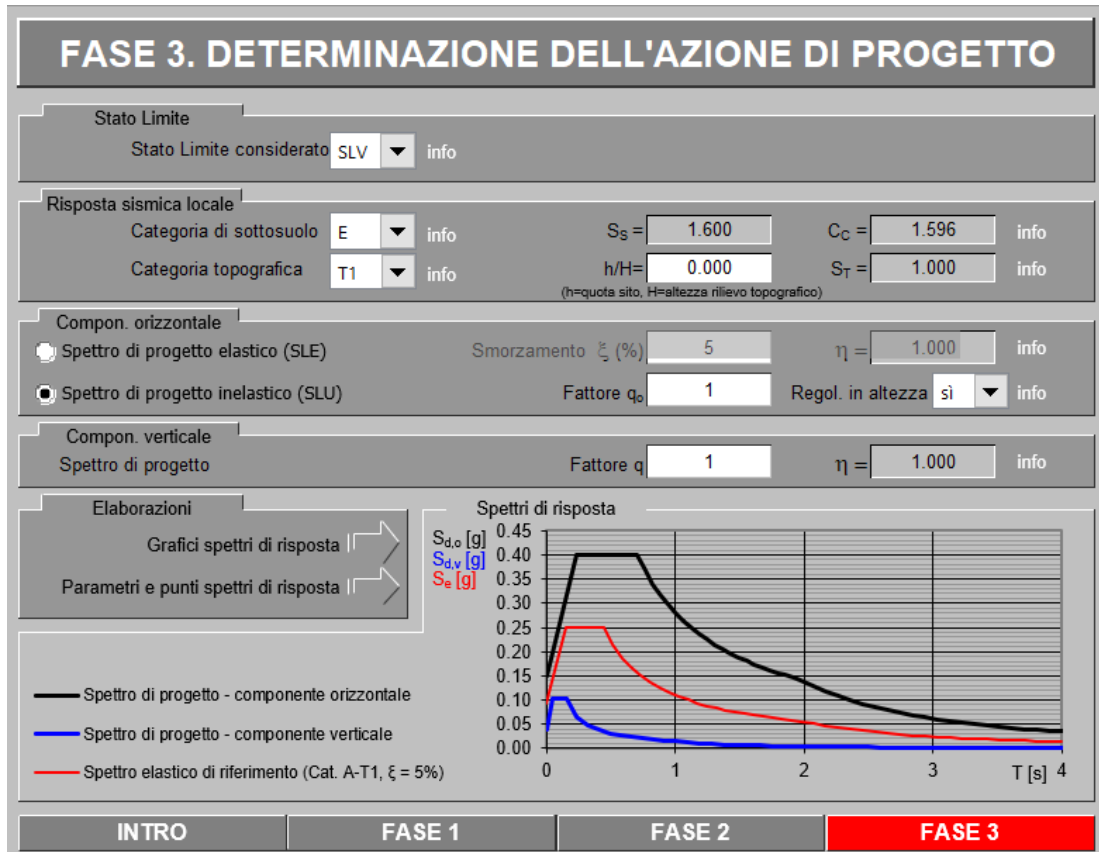 FASE 3. DETERMINAZIONE DELL'AZIONE DI PROGETTO
Stato Limite
Stato Limite considerato SLV info
Risposta sismica locale
Categoria di sottosuolo E info S_S = 1.600 C_C = 1.596 info
Categoria topografica T1 info h/H= 0.000 S_T = 1.000 info
(h=quota sito, H=altezza rilievo topografico)
Compon. orizzontale
Spettro di progetto elastico (SLE) Smorzamento ξ (%) 5 η = 1.000 info
Spettro di progetto inelastico (SLU) Fattore q_o 1 Regol. in altezza sì info
Compon. verticale
Spettro di progetto Fattore q 1 η = 1.000 info
Elaborazioni
Grafici spettri di risposta
Parametri e punti spettri di risposta
Spettri di risposta
S_d,o [g]
S_d,v [g]
S_e [g]
0.45
0.40
0.35
0.30
0.25
0.20
0.15
0.10
0.05
0.00
0 1 2 3 T [s] 4
Spettro di progetto - componente orizzontale
Spettro di progetto - componente verticale
Spettro elastico di riferimento (Cat. A-T1, ξ = 5%)
INTRO FASE 1 FASE 2 FASE 3